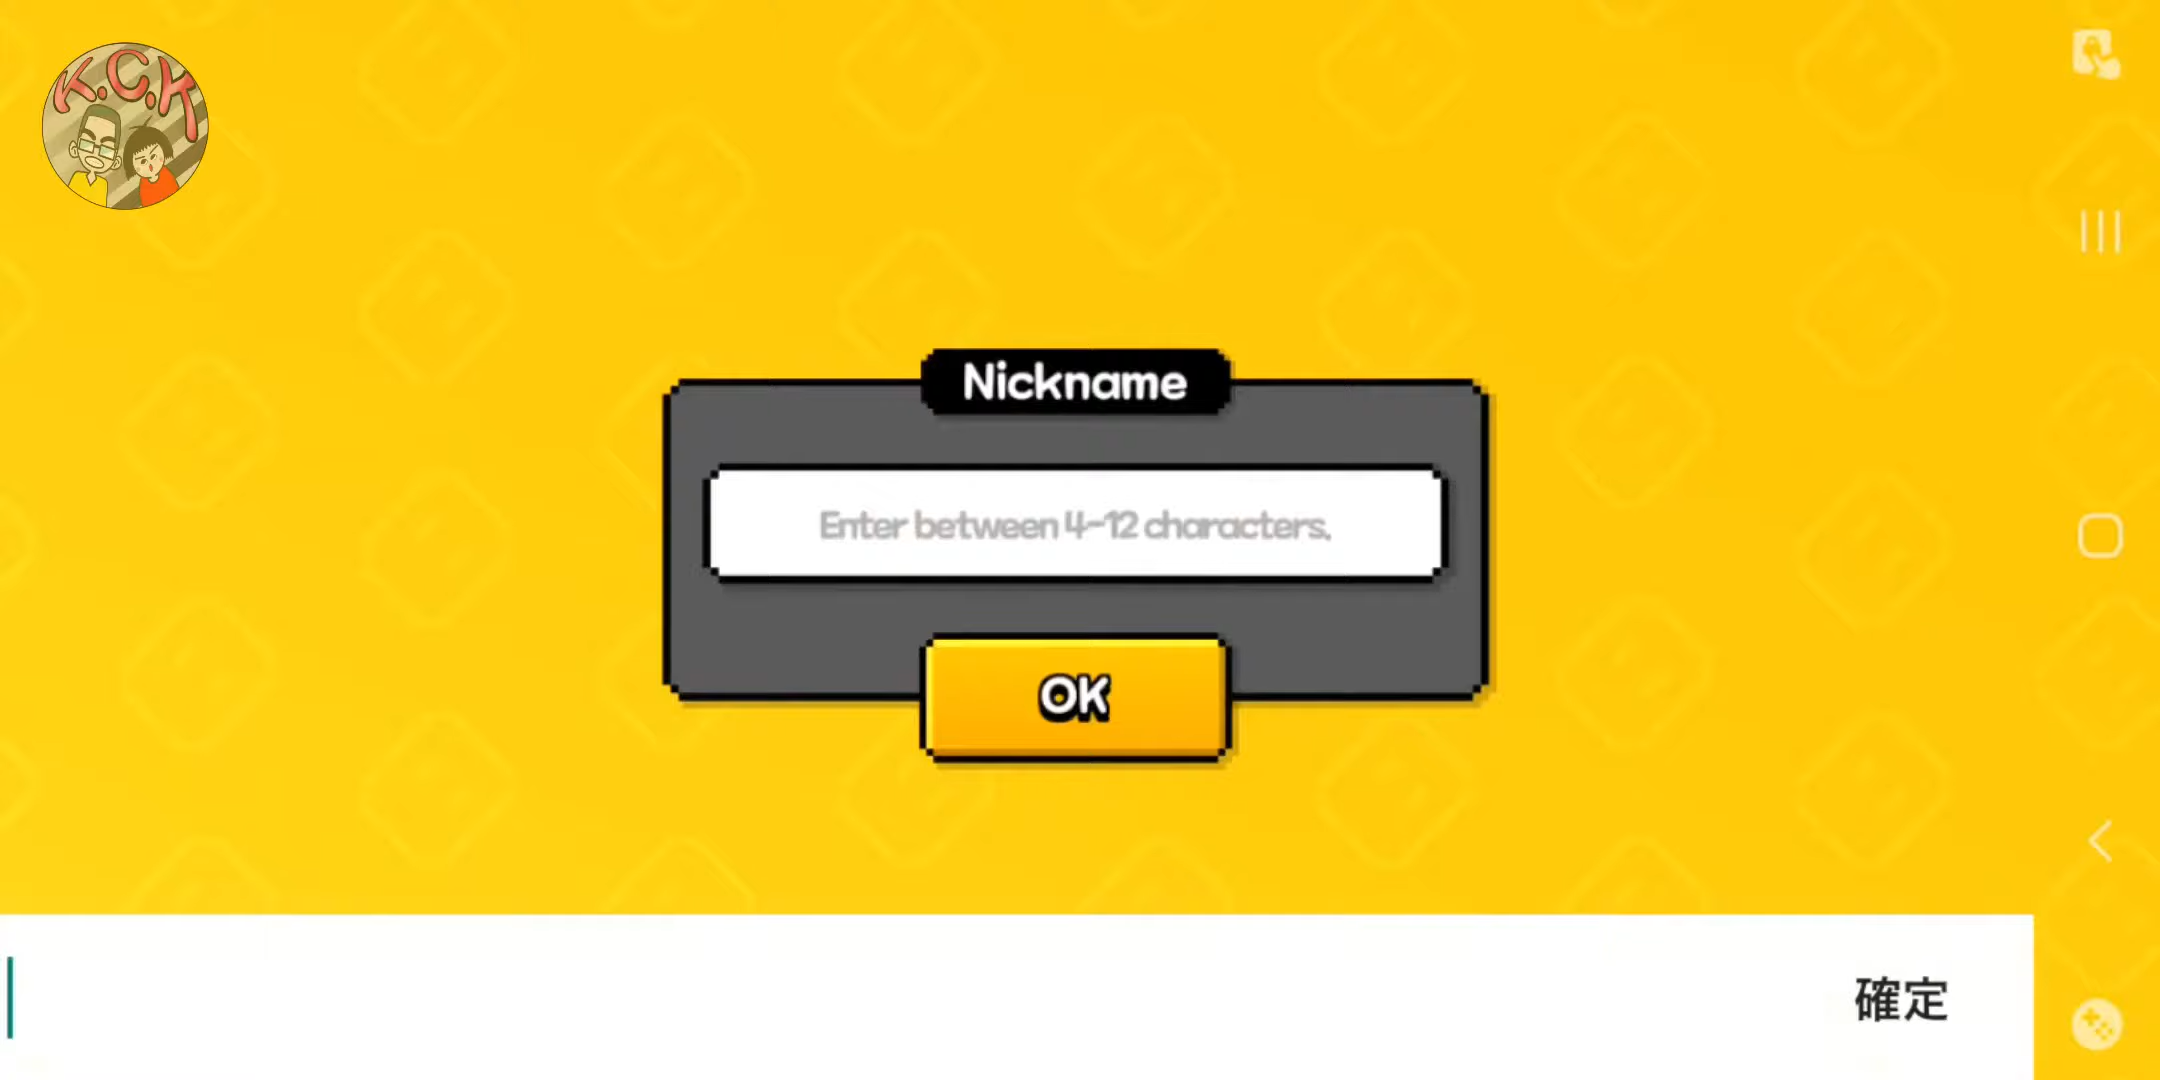 K.C.K
Nickname
Enter between 4-12 characters.
OK
確定